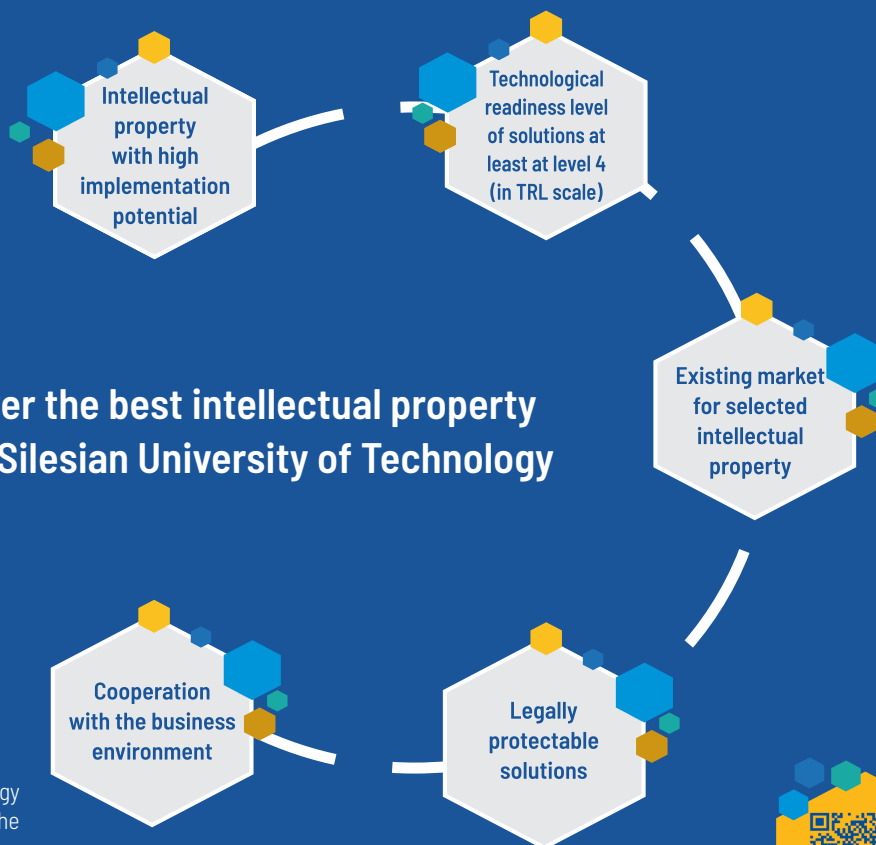 Intellectual
property
with high
implementation
potential
Technological
readiness level
of solutions at
least at level 4
(in TRL scale)
Existing market
for selected
intellectual
property
er the best intellectual property
Silesian University of Technology
Cooperation
with the business
environment
Legally
protectable
solutions
gy
he